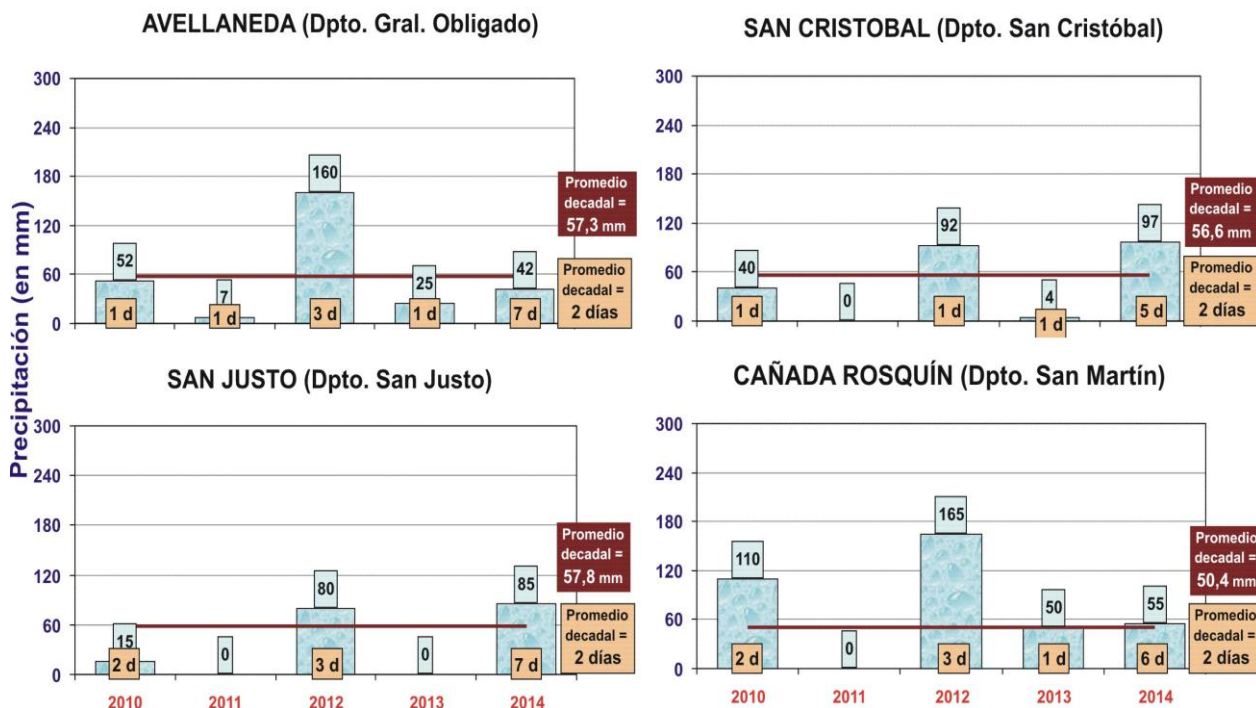 AVELLANEDA (Dpto. Gral. Obligado)
300
240
180
120
60
0
52
7
160
25
42
1 d
1 d
3 d
1 d
7 d
Promedio
decadal =
57,3 mm
Promedio
decadal =
2 días
SAN CRISTOBAL (Dpto. San Cristóbal)
300
240
180
120
60
0
40
0
92
4
97
1 d
1 d
1 d
5 d
Promedio
decadal =
56,6 mm
Promedio
decadal =
2 días
Precipitación (en mm)
SAN JUSTO (Dpto. San Justo)
300
240
180
120
60
0
15
0
80
0
85
2 d
3 d
7 d
Promedio
decadal =
57,8 mm
Promedio
decadal =
2 días
2010 2011 2012 2013 2014
CAÑADA ROSQUÍN (Dpto. San Martín)
300
240
180
120
60
0
110
0
165
50
55
2 d
3 d
1 d
6 d
Promedio
decadal =
50,4 mm
Promedio
decadal =
2 días
2010 2011 2012 2013 2014